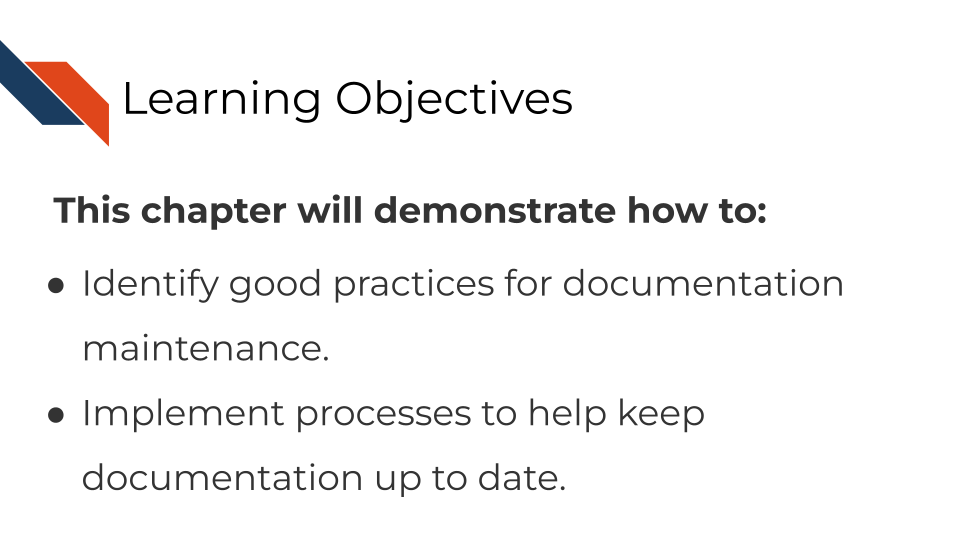 Learning Objectives
This chapter will demonstrate how to:
● Identify good practices for documentation
maintenance.
● Implement processes to help keep
documentation up to date.